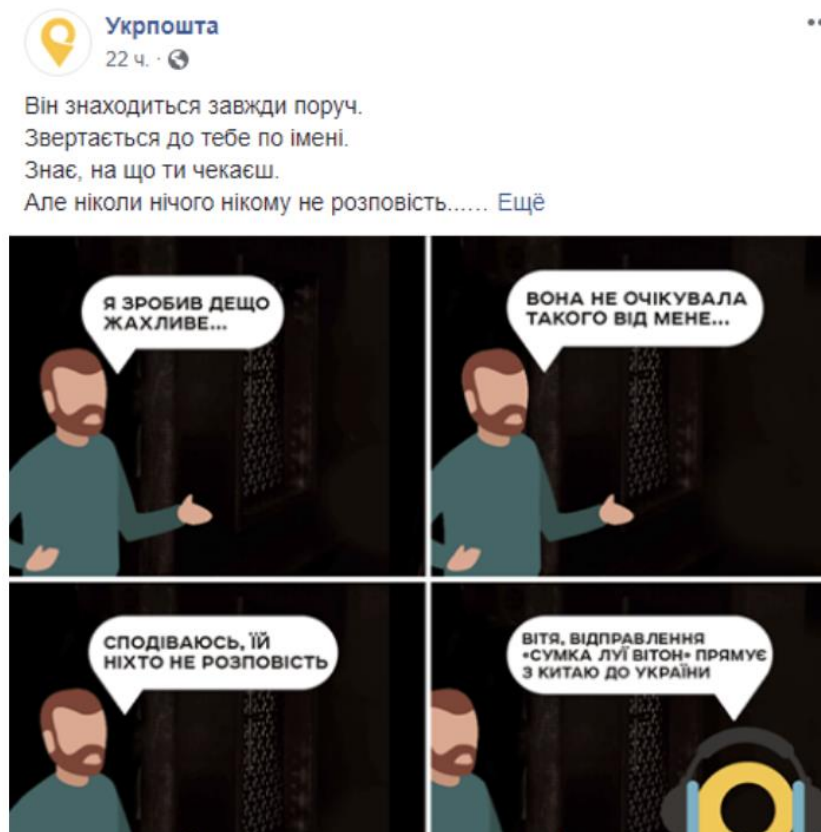 Укрпошта
22 ч. ·
Він знаходиться завжди поруч.
Звертається до тебе по імені.
Знає, на що ти чекаєш.
Але ніколи нічого нікому не розповість...... Ещё
Я ЗРОБИВ ДЕЩО
ЖАХЛИВЕ...
ВОНА НЕ ОЧІКУВАЛА
ТАКОГО ВІД МЕНЕ...
СПОДІВАЮСЬ, ЇЙ
НІХТО НЕ РОЗПОВІСТЬ
ВІТЯ, ВІДПРАВЛЕННЯ
«СУМКА ЛУЇ ВІТОН» ПРЯМУЄ
З КИТАЮ ДО УКРАЇНИ